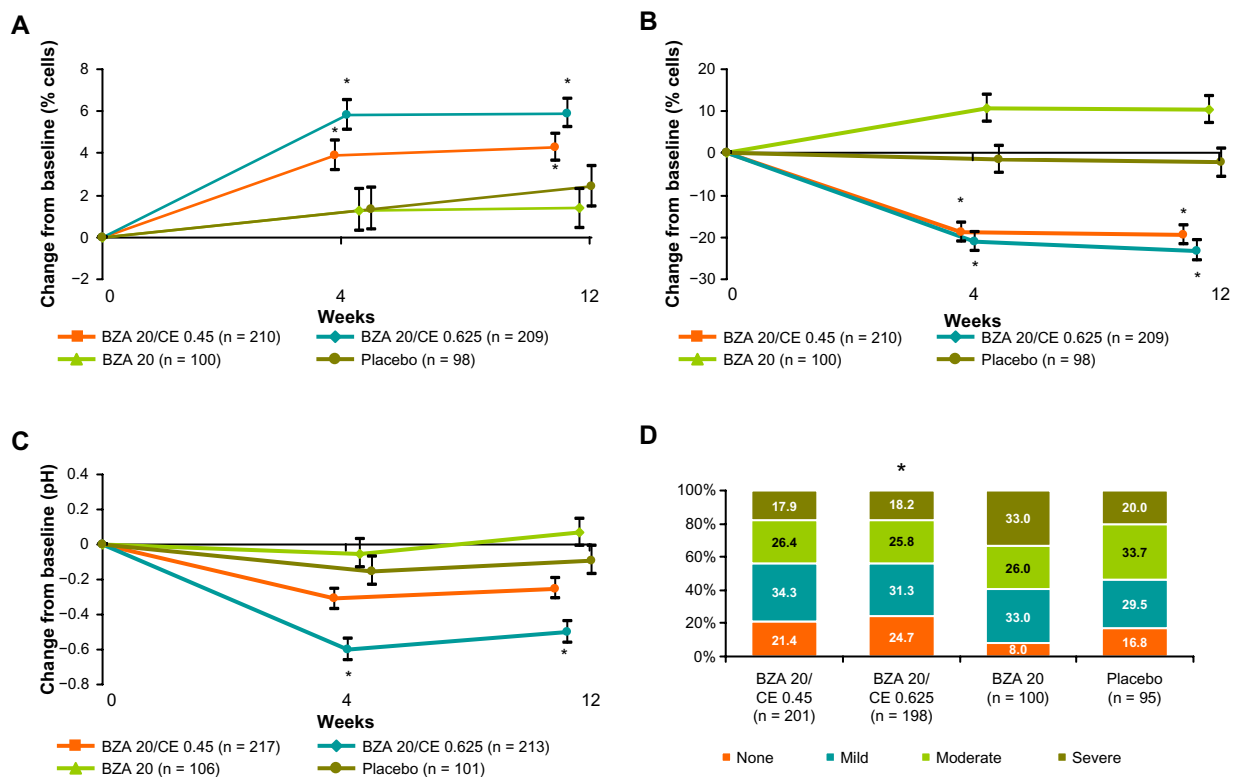 A
Change from baseline (% cells)
8
6
4
2
0
−2
*
*
*
*
0
4
12
Weeks
BZA 20/CE 0.45 (n = 210)
BZA 20/CE 0.625 (n = 209)
BZA 20 (n = 100)
Placebo (n = 98)
B
Change from baseline (% cells)
20
10
0
−10
−20
−30
*
*
*
*
0
4
12
Weeks
BZA 20/CE 0.45 (n = 210)
BZA 20/CE 0.625 (n = 209)
BZA 20 (n = 100)
Placebo (n = 98)
C
Change from baseline (pH)
0.4
0.2
0
−0.2
−0.4
−0.6
−0.8
*
*
0
4
12
Weeks
BZA 20/CE 0.45 (n = 217)
BZA 20/CE 0.625 (n = 213)
BZA 20 (n = 106)
Placebo (n = 101)
D
*
100%
80%
60%
40%
20%
0%
17.9
18.2
33.0
20.0
26.4
25.8
26.0
33.7
34.3
31.3
33.0
29.5
21.4
24.7
8.0
16.8
BZA 20/
CE 0.45
(n = 201)
BZA 20/
CE 0.625
(n = 198)
BZA 20
(n = 100)
Placebo
(n = 95)
None
Mild
Moderate
Severe